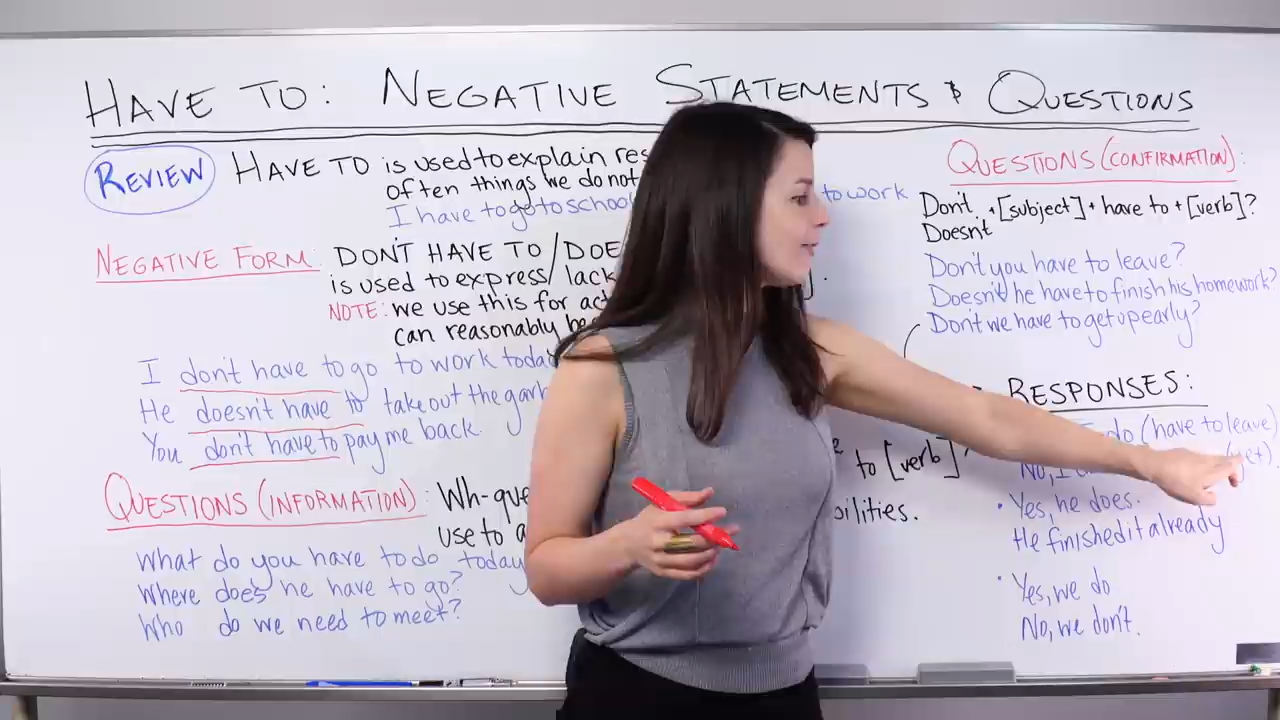 HAVE TO: NEGATIVE STATEMENTS & QUESTIONS
REVIEW HAVE TO is used to explain res
often things we do not
I have to go to school to work
NEGATIVE FORM: DON'T HAVE TO / DOE
is used to express / lack
NOTE: we use this for act
can reasonably be
I don't have to go to work toda
He doesn't have to take out the garb
You don't have to pay me back.
QUESTIONS (INFORMATION): Wh-que
use to a
to [verb]?
bilities.
What do you have to do today
Where does he have to go?
Who do we need to meet?
QUESTIONS (CONFIRMATION):
Don't
Doesn't + [subject] + have to + [verb]?
Don't you have to leave?
Doesn't he have to finish his homework?
Don't we have to get up early?
RESPONSES:
do (have to leave)
No, I (yet)
• Yes, he does.
He finished it already
• Yes, we do
No, we don't.